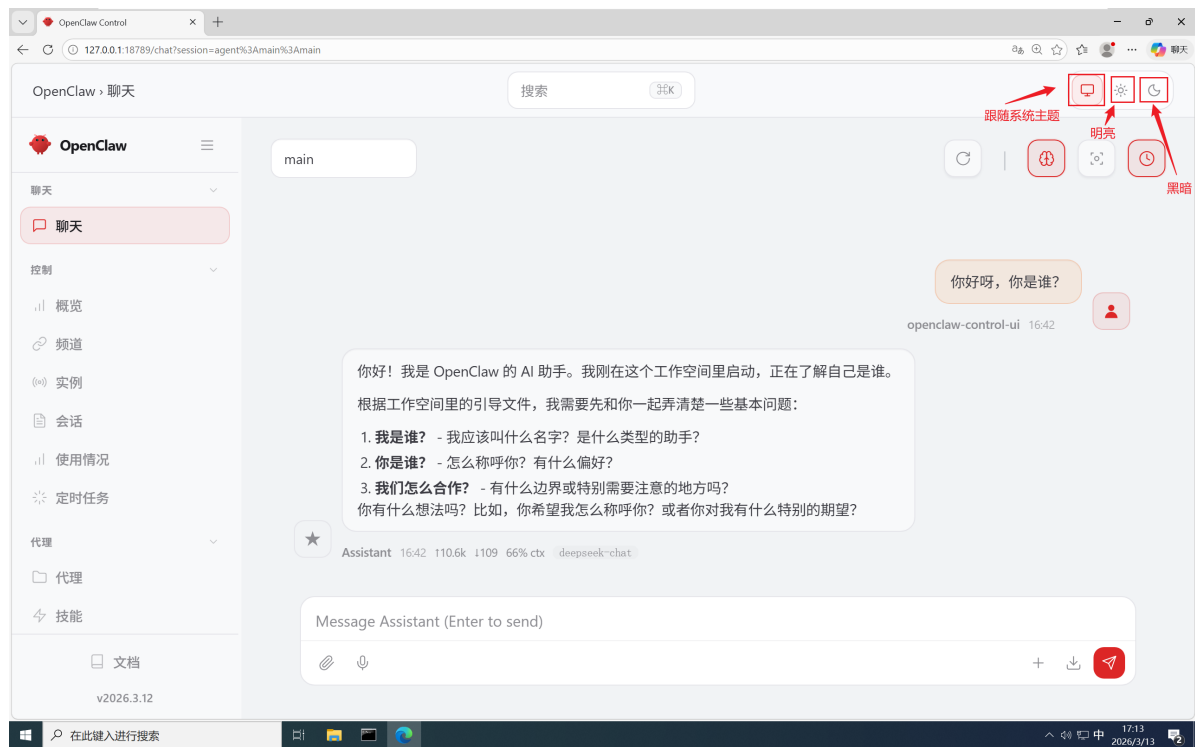 OpenClaw Control
127.0.0.1:18789/chat?session=agent%3Amain%3Amain
聊天
OpenClaw › 聊天
搜索
⌘K
跟随系统主题
明亮
黑暗
OpenClaw
main
聊天
聊天
控制
概览
频道
实例
会话
使用情况
定时任务
代理
代理
技能
文档
v2026.3.12
你好呀，你是谁？
openclaw-control-ui 16:42
你好！我是 OpenClaw 的 AI 助手。我刚在这个工作空间里启动，正在了解自己是谁。
根据工作空间里的引导文件，我需要先和你一起弄清楚一些基本问题：
1. 我是谁？ - 我应该叫什么名字？是什么类型的助手？
2. 你是谁？ - 怎么称呼你？有什么偏好？
3. 我们怎么合作？ - 有什么边界或特别需要注意的地方吗？
你有什么想法吗？比如，你希望我怎么称呼你？或者你对我有什么特别的期望？
Assistant 16:42 ↑10.6k ↓109 66% ctx deepseek-chat
Message Assistant (Enter to send)
在此键入进行搜索
中
17:13
2026/3/13
2